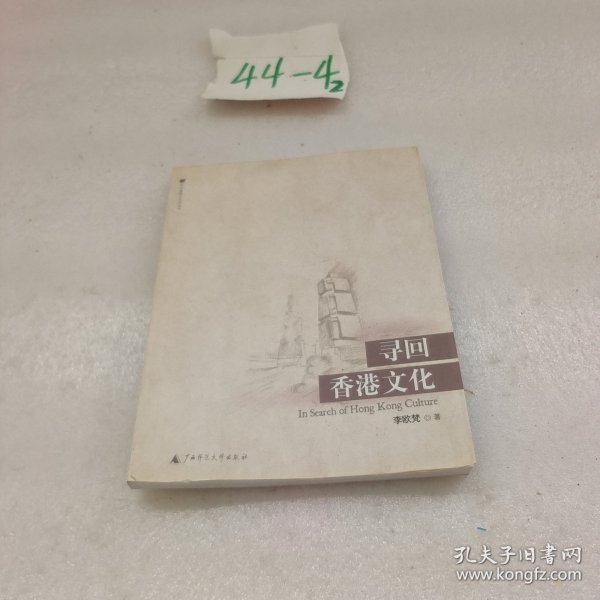 44-42
寻回
香港文化
In Search of Hong Kong Culture
李欧梵 ◎著
广西师范大学出版社
孔夫子旧书网
www.kongfz.com